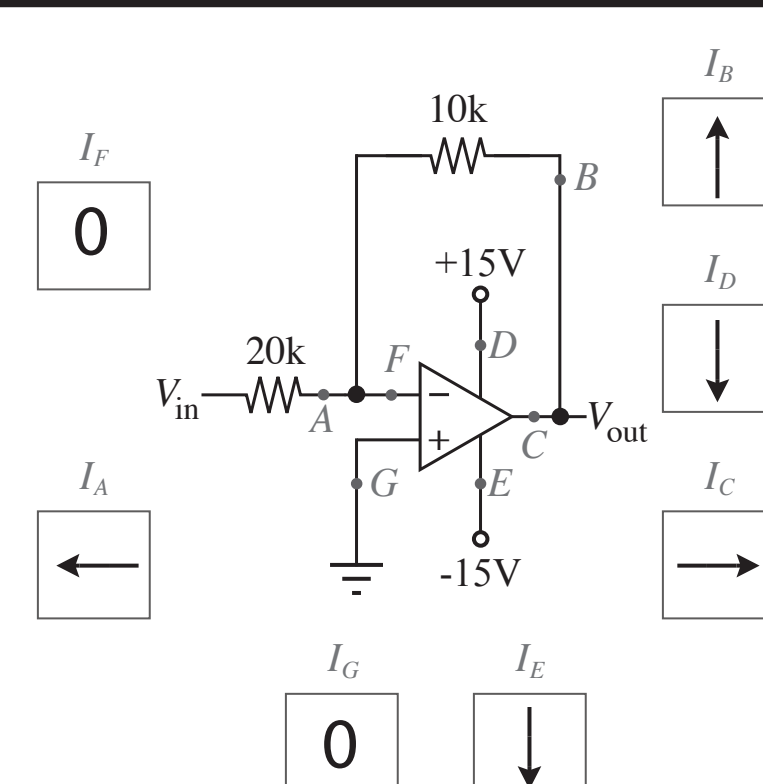 I_B
10k
I_F
B
0
+15V
I_D
20k
F
D
V_in
−
A
+
C
V_out
G
E
I_A
I_C
-15V
I_G
I_E
0